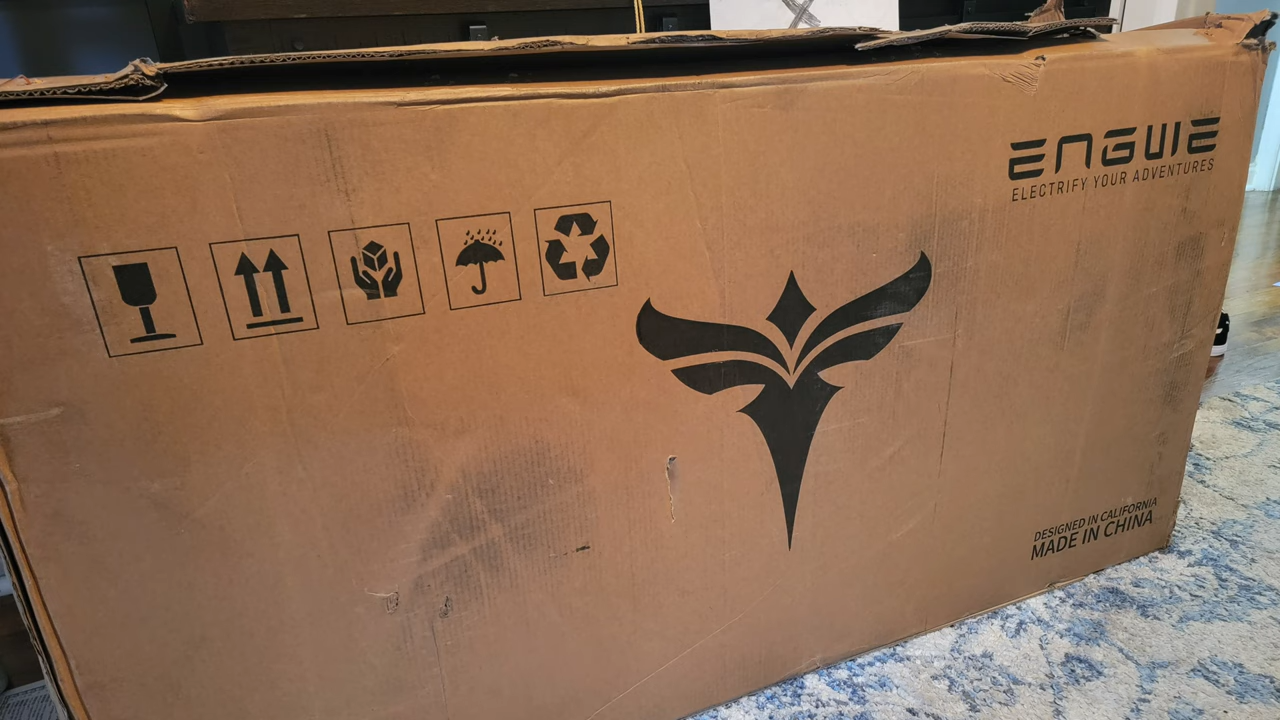 ENGWE
ELECTRIFY YOUR ADVENTURES
DESIGNED IN CALIFORNIA
MADE IN CHINA